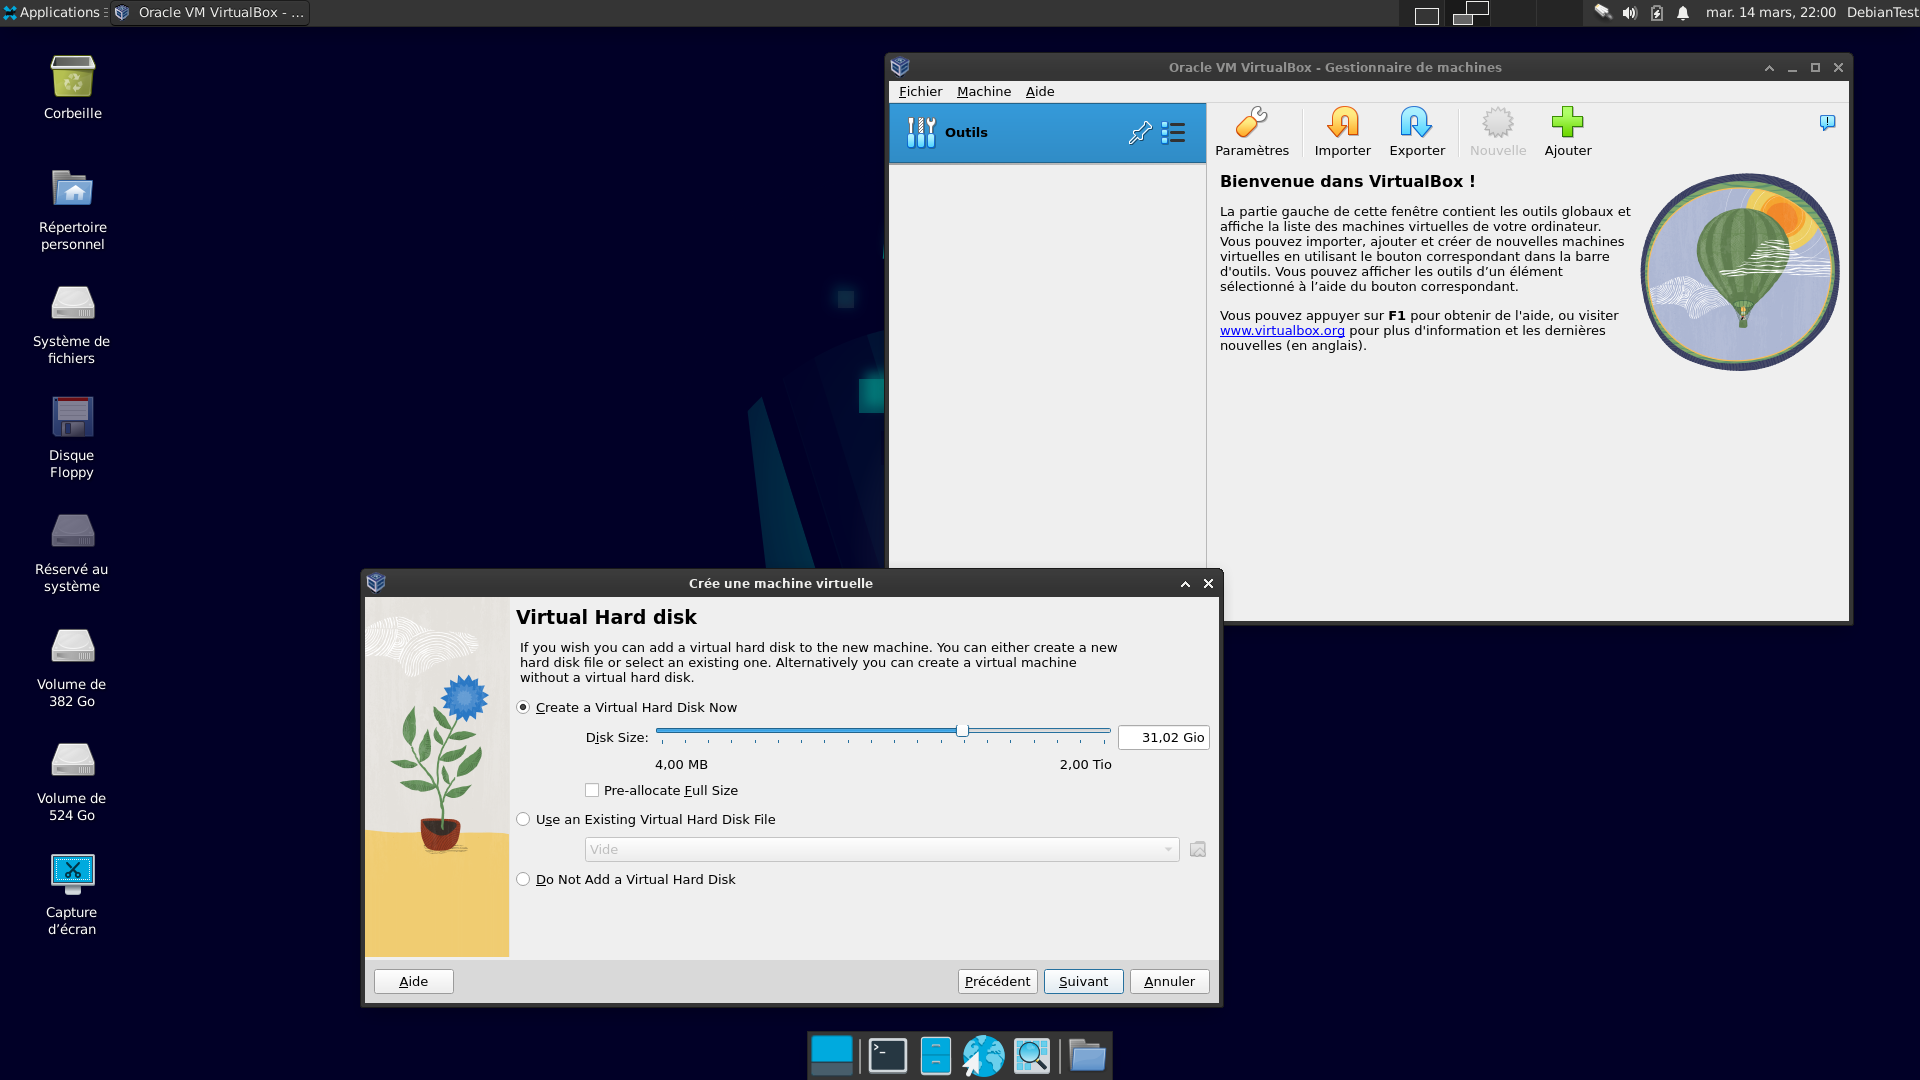 Applications
Oracle VM VirtualBox - ...
mar. 14 mars, 22:00
DebianTest
Corbeille
Répertoire
personnel
Système de
fichiers
Disque
Floppy
Réservé au
système
Volume de
382 Go
Volume de
524 Go
Capture
d’écran
Oracle VM VirtualBox - Gestionnaire de machines
Fichier Machine Aide
Outils
Paramètres Importer Exporter Nouvelle Ajouter
Bienvenue dans VirtualBox !
La partie gauche de cette fenêtre contient les outils globaux et
affiche la liste des machines virtuelles de votre ordinateur.
Vous pouvez importer, ajouter et créer de nouvelles machines
virtuelles en utilisant le bouton correspondant dans la barre
d'outils. Vous pouvez afficher les outils d’un élément
sélectionné à l’aide du bouton correspondant.
Vous pouvez appuyer sur F1 pour obtenir de l'aide, ou visiter
www.virtualbox.org pour plus d'information et les dernières
nouvelles (en anglais).
Crée une machine virtuelle
Virtual Hard disk
If you wish you can add a virtual hard disk to the new machine. You can either create a new
hard disk file or select an existing one. Alternatively you can create a virtual machine
without a virtual hard disk.
Create a Virtual Hard Disk Now
Disk Size: 31,02 Gio
4,00 MB 2,00 Tio
Pre-allocate Full Size
Use an Existing Virtual Hard Disk File
Vide
Do Not Add a Virtual Hard Disk
Aide Précédent Suivant Annuler